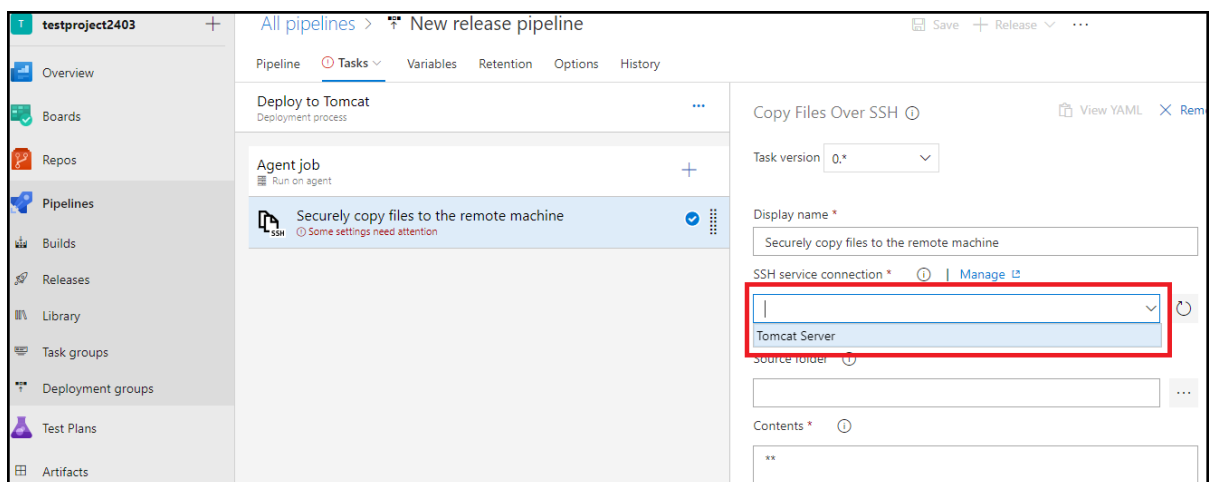 T testproject2403 +
All pipelines > New release pipeline
Save + Release ...
Overview
Boards
Repos
Pipelines
Builds
Releases
Library
Task groups
Deployment groups
Test Plans
Artifacts
Pipeline Tasks Variables Retention Options History
Deploy to Tomcat ...
Deployment process
Agent job +
Run on agent
SSH
Securely copy files to the remote machine
Some settings need attention
Copy Files Over SSH
View YAML Rem
Task version 0.*
Display name *
Securely copy files to the remote machine
SSH service connection * | Manage
Tomcat Server
Source folder
...
Contents *
**